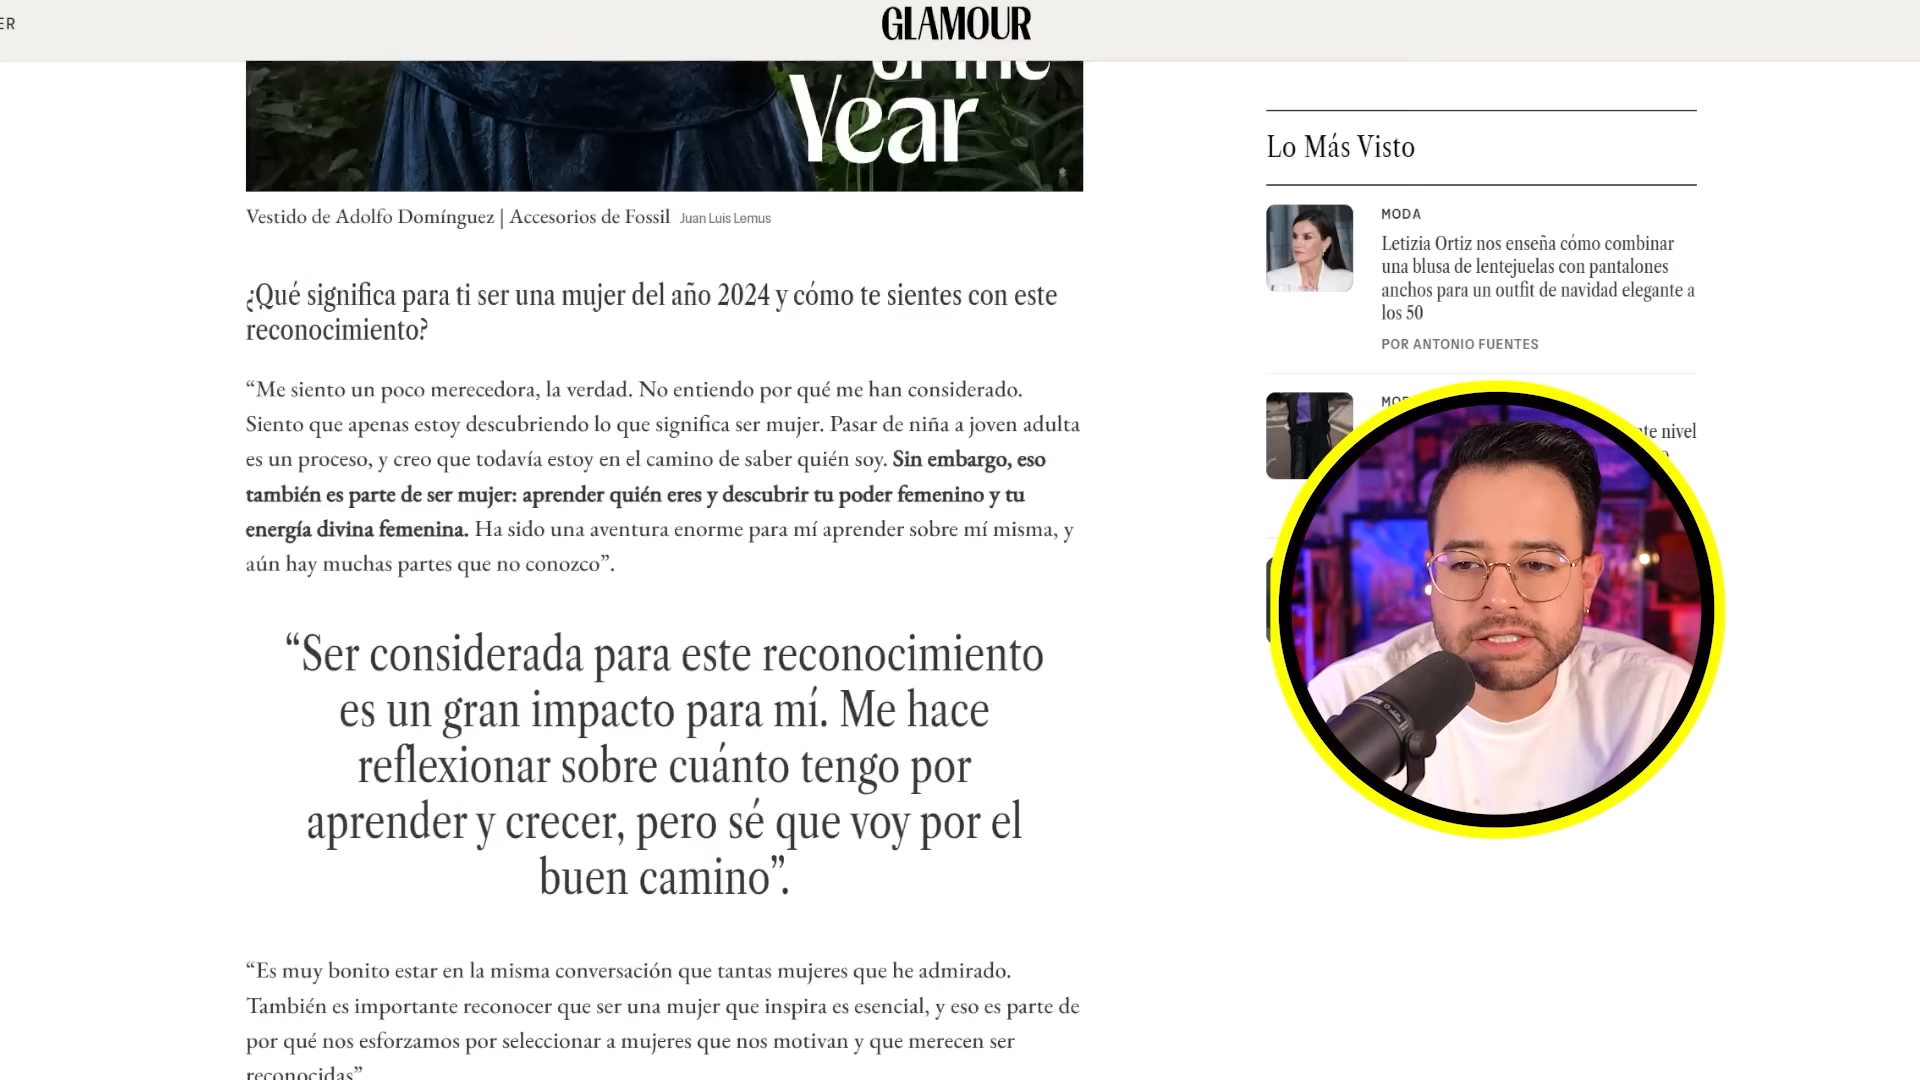 ER
GLAMOUR
of the
Year
Vestido de Adolfo Domínguez | Accesorios de Fossil Juan Luis Lemus
¿Qué significa para ti ser una mujer del año 2024 y cómo te sientes con este
reconocimiento?
“Me siento un poco merecedora, la verdad. No entiendo por qué me han considerado.
Siento que apenas estoy descubriendo lo que significa ser mujer. Pasar de niña a joven adulta
es un proceso, y creo que todavía estoy en el camino de saber quién soy. Sin embargo, eso
también es parte de ser mujer: aprender quién eres y descubrir tu poder femenino y tu
energía divina femenina. Ha sido una aventura enorme para mí aprender sobre mí misma, y
aún hay muchas partes que no conozco”.
“Ser considerada para este reconocimiento
es un gran impacto para mí. Me hace
reflexionar sobre cuánto tengo por
aprender y crecer, pero sé que voy por el
buen camino”.
“Es muy bonito estar en la misma conversación que tantas mujeres que he admirado.
También es importante reconocer que ser una mujer que inspira es esencial, y eso es parte de
por qué nos esforzamos por seleccionar a mujeres que nos motivan y que merecen ser
reconocidas”
Lo Más Visto
MODA
Letizia Ortiz nos enseña cómo combinar
una blusa de lentejuelas con pantalones
anchos para un outfit de navidad elegante a
los 50
POR ANTONIO FUENTES
nivel